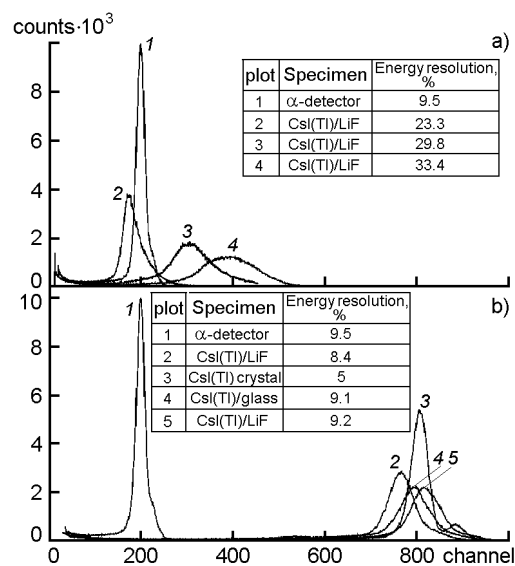 counts·10³
a)
1
8
6
4
2
0
2
3
4
plot Specimen Energy resolution, %
1 α-detector 9.5
2 CsI(Tl)/LiF 23.3
3 CsI(Tl)/LiF 29.8
4 CsI(Tl)/LiF 33.4
b)
10
8
6
4
2
0
1
plot Specimen Energy resolution, %
1 α-detector 9.5
2 CsI(Tl)/LiF 8.4
3 CsI(Tl) crystal 5
4 CsI(Tl)/glass 9.1
5 CsI(Tl)/LiF 9.2
3
2
4 5
0 200 400 600 800 channel